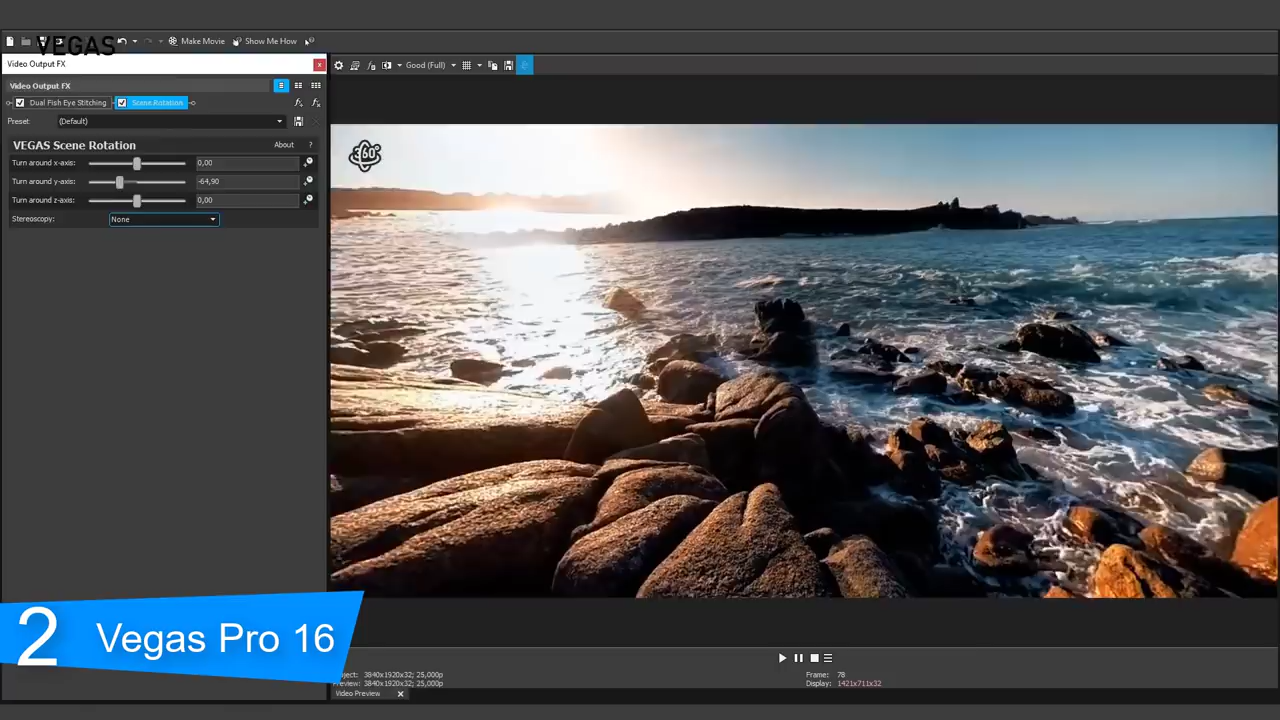 VEGAS
Make Movie
Show Me How
Video Output FX
Video Output FX
Dual Fish Eye Stitching
Scene Rotation
Preset: (Default)
VEGAS Scene Rotation
About ?
Turn around x-axis: 0,00
Turn around y-axis: -64,90
Turn around z-axis: 0,00
Stereoscopy: None
Good (Full)
360°
2 Vegas Pro 16
oject: 3840x1920x32; 25,000p
Preview: 3840x1920x32; 25,000p
Frame: 78
Display: 1421x711x32
Video Preview